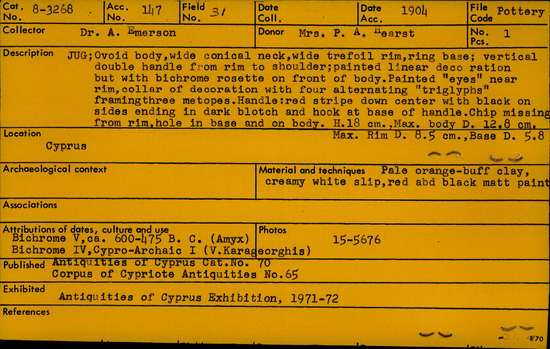 Cat. No. 8-3268 Acc. No. 147 Field No. 31 Date Coll. Date Acc. 1904 File Code Pottery
Collector Dr. A. Emerson Donor Mrs. P. A. Hearst No. Pcs. 1
Description JUG;Ovoid body,wide conical neck,wide trefoil rim,ring base; vertical
double handle from rim to shoulder;painted linear deco ration
but with bichrome rosette on front of body.Painted "eyes" near
rim,collar of decoration with four alternating "triglyphs"
framingthree metopes.Handle:red stripe down center with black on
sides ending in dark blotch and hook at base of handle.Chip missing
from rim,hole in base and on body. H.18 cm.,Max. body D. 12.8 cm.
Location Max. Rim D. 8.5 cm.,Base D. 5.8
Cyprus
Archaeological context Material and techniques Pale orange-buff clay,
creamy white slip,red abd black matt paint
Associations
Attributions of dates, culture and use Photos
Bichrome V,ca. 600-475 B. C. (Amyx) 15-5676
Bichrome IV,Cypro-Archaic I (V.Karageorghis)
Published Antiquities of Cyprus Cat.No. 70
Corpus of Cypriote Antiquities No.65
Exhibited Antiquities of Cyprus Exhibition, 1971-72
References